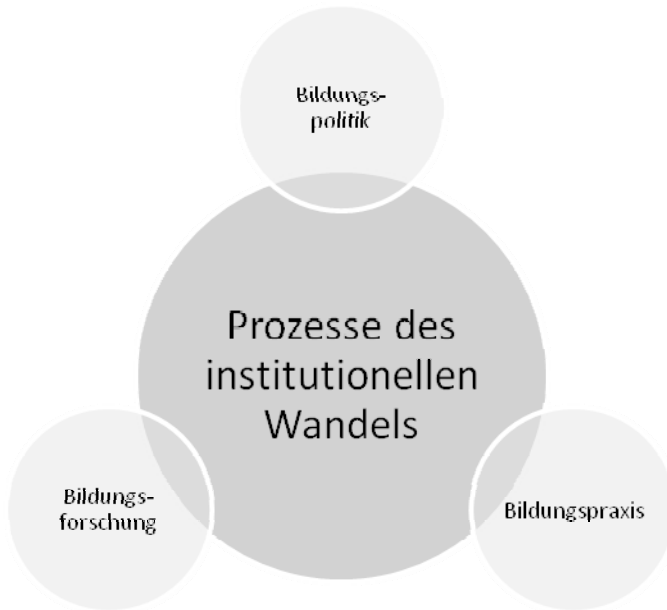 Bildungs-
politik
Prozesse des
institutionellen
Wandels
Bildungs-
forschung
Bildungspraxis